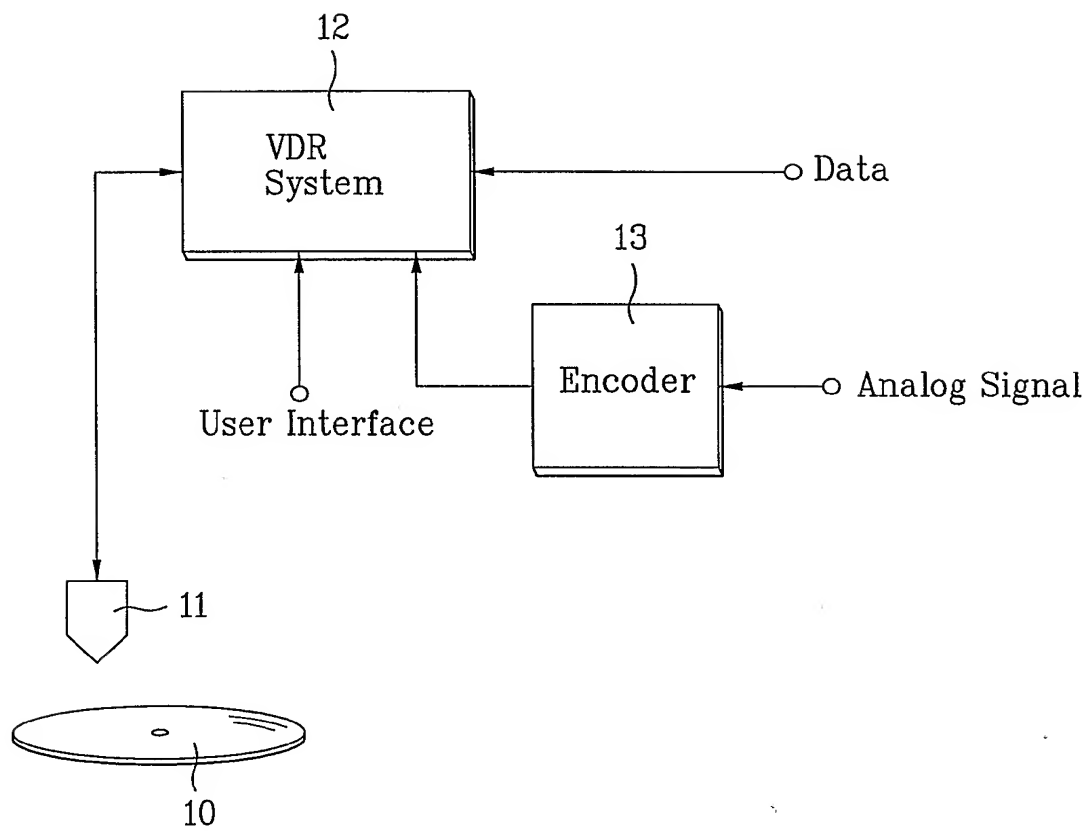 12
VDR
System
Data
13
Encoder
Analog Signal
User Interface
11
10